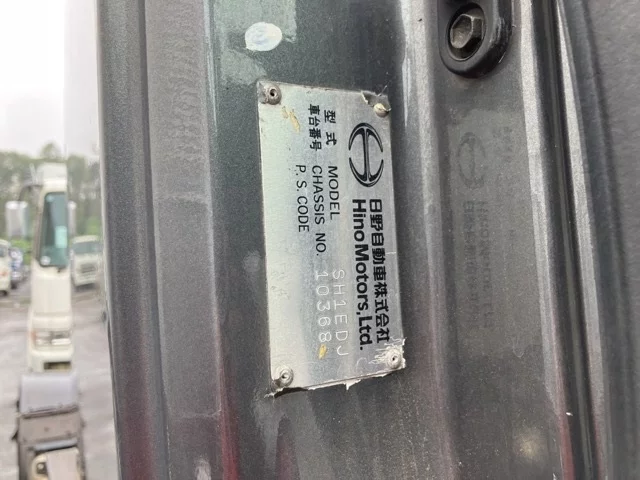 日野自動車株式会社
Hino Motors, Ltd.
型式 MODEL SH1EDJ
車台番号 CHASSIS NO. 10368
P. S. CODE